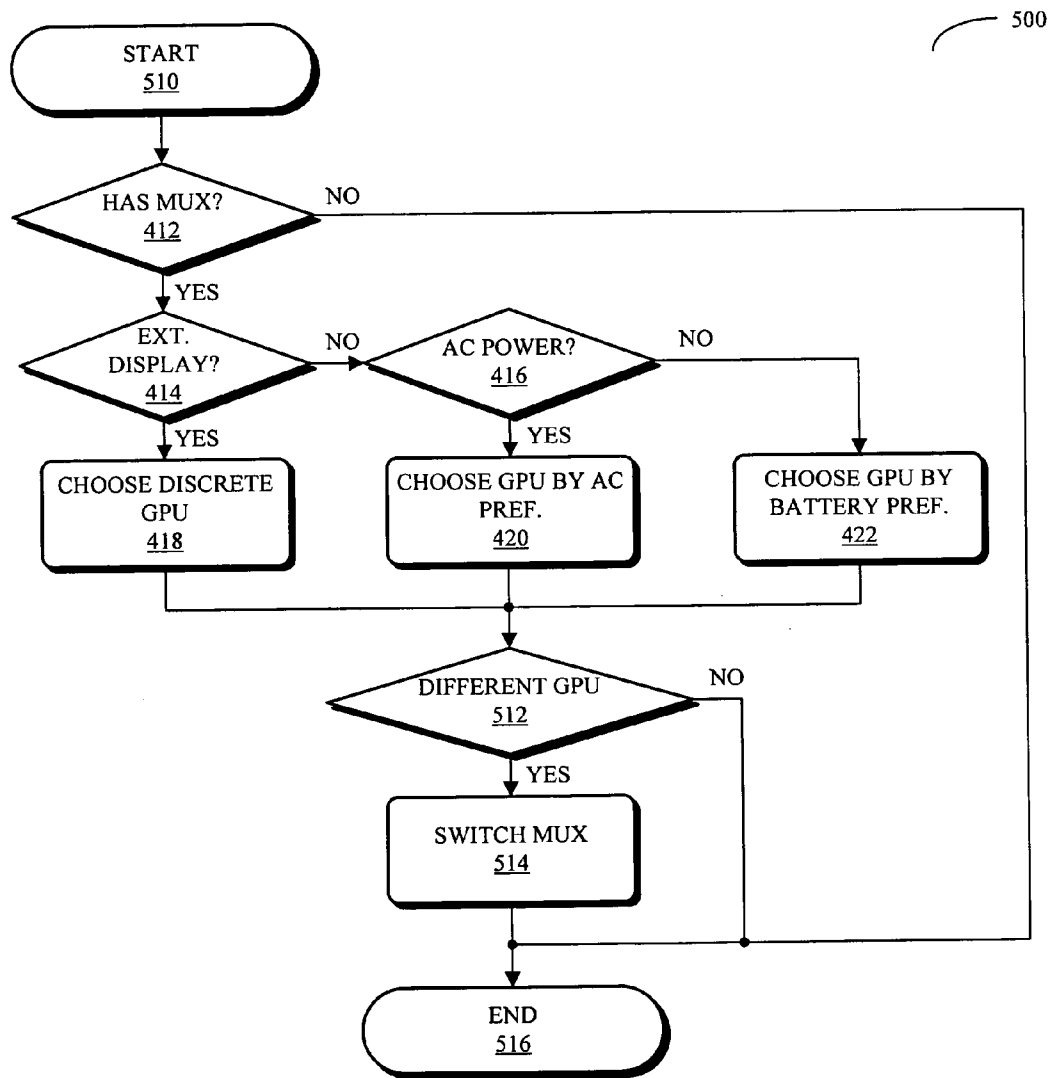 500
START
510
HAS MUX?
412
NO
YES
EXT.
DISPLAY?
414
NO
AC POWER?
416
NO
YES
YES
CHOOSE DISCRETE
GPU
418
CHOOSE GPU BY AC
PREF.
420
CHOOSE GPU BY
BATTERY PREF.
422
DIFFERENT GPU
512
NO
YES
SWITCH MUX
514
END
516